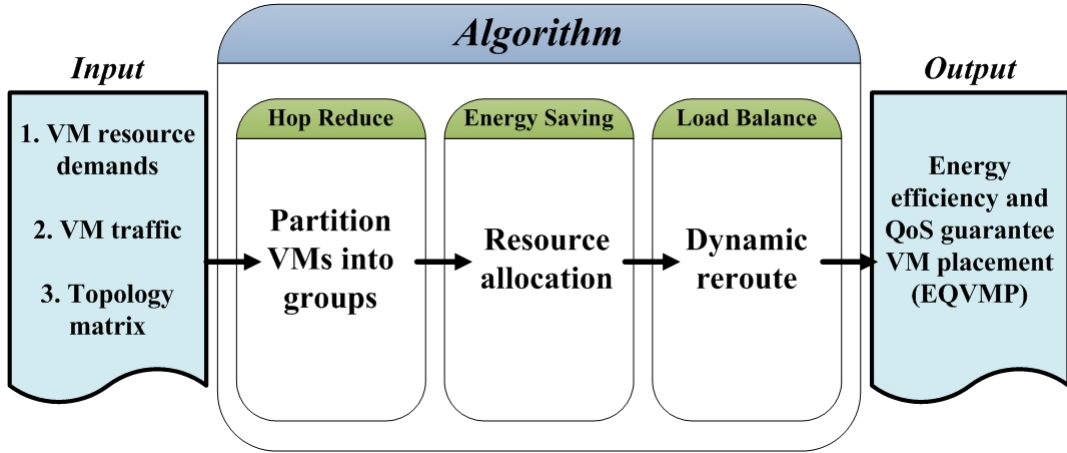 Algorithm
Input
1. VM resource
demands
2. VM traffic
3. Topology
matrix
Hop Reduce
Partition
VMs into
groups
Energy Saving
Resource
allocation
Load Balance
Dynamic
reroute
Output
Energy
efficiency and
QoS guarantee
VM placement
(EQVMP)